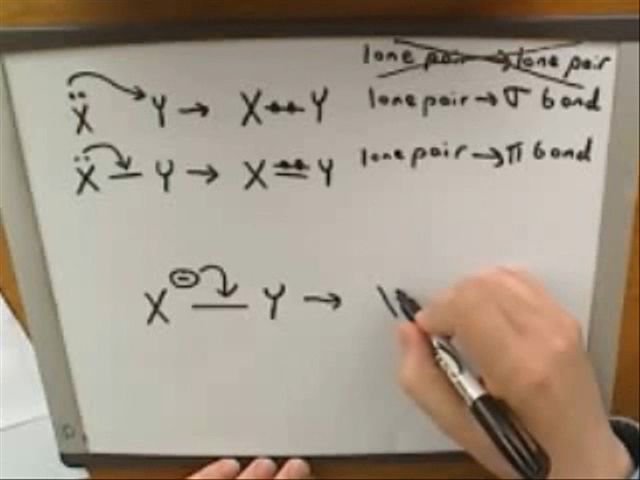 lone pair → lone pair
Ẍ Y → X–Y lone pair → σ bond
Ẍ – Y → X=Y lone pair → π bond
X⊖ — Y →